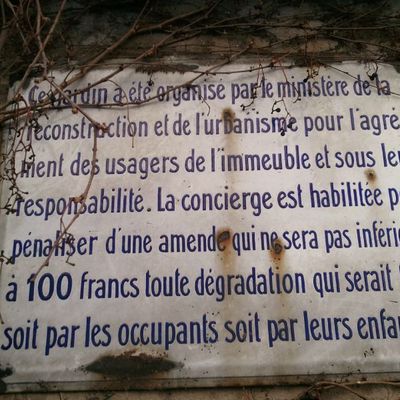 Ce jardin a été organisé par le ministère de la
reconstruction et de l'urbanisme pour l'agré
ment des usagers de l'immeuble et sous leu
responsabilité. La concierge est habilitée p
pénaliser d'une amende qui ne sera pas inférie
à 100 francs toute dégradation qui serait
soit par les occupants soit par leurs enfa